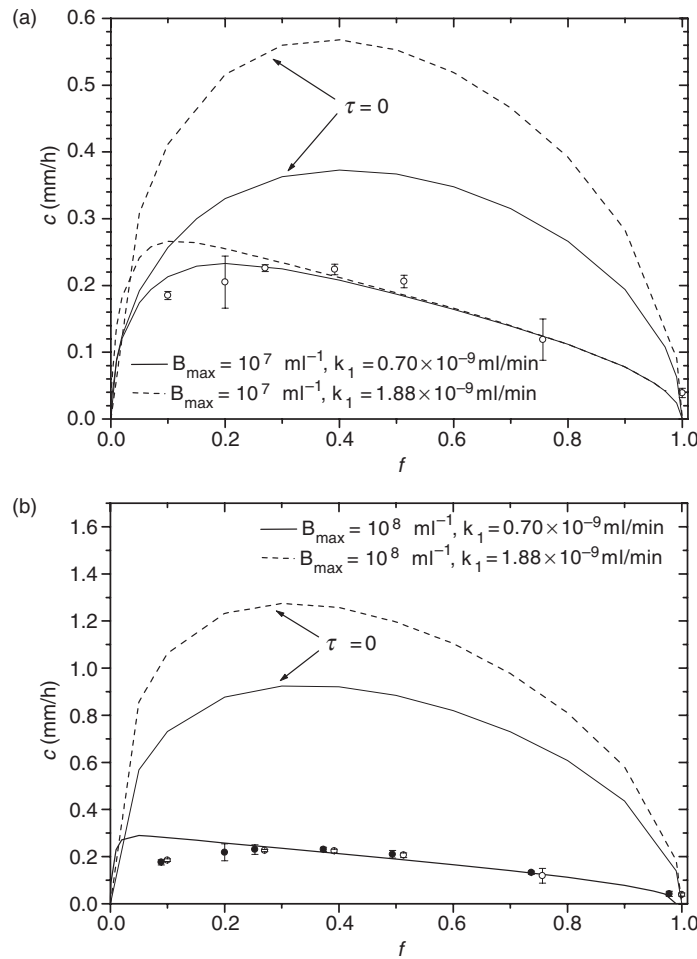 (a)
0.6
0.5
0.4
0.3
0.2
0.1
0.0
c (mm/h)
τ = 0
B_max = 10^7 ml^−1, k_1 = 0.70×10^−9 ml/min
B_max = 10^7 ml^−1, k_1 = 1.88×10^−9 ml/min
0.0 0.2 0.4 0.6 0.8 1.0
f
(b)
1.6
1.4
1.2
1.0
0.8
0.6
0.4
0.2
0.0
c (mm/h)
B_max = 10^8 ml^−1, k_1 = 0.70×10^−9 ml/min
B_max = 10^8 ml^−1, k_1 = 1.88×10^−9 ml/min
τ = 0
0.0 0.2 0.4 0.6 0.8 1.0
f